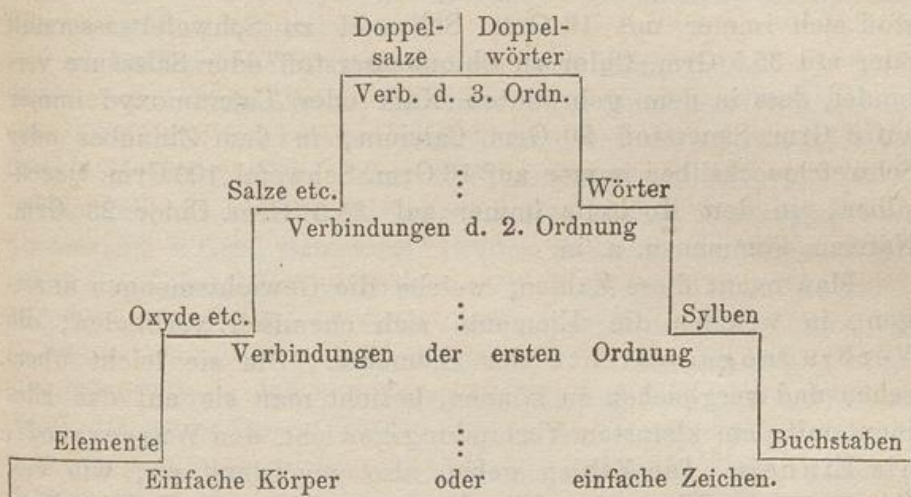 Doppel- Doppel-
salze wörter
Verb. d. 3. Ordn.
Salze etc. Wörter
Verbindungen d. 2. Ordnung
Oxyde etc. Sylben
Verbindungen der ersten Ordnung
Elemente Buchstaben
Einfache Körper oder einfache Zeichen.